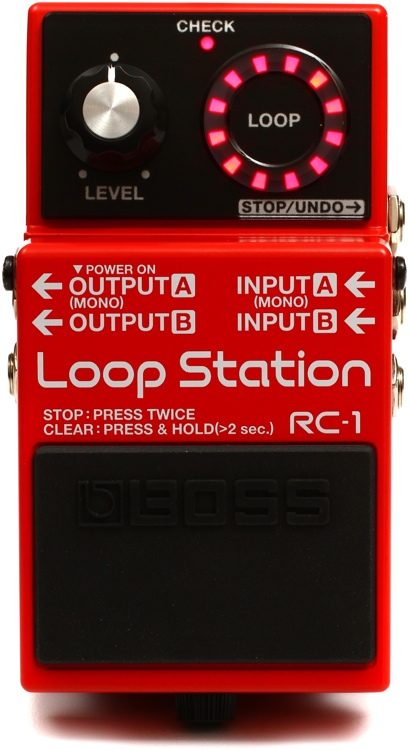 CHECK
LOOP
LEVEL
STOP/UNDO→
▼POWER ON
←OUTPUT A
(MONO)
←OUTPUT B
INPUT A←
(MONO)
INPUT B←
Loop Station
STOP:PRESS TWICE
CLEAR:PRESS & HOLD(>2 sec.)
RC-1
BOSS